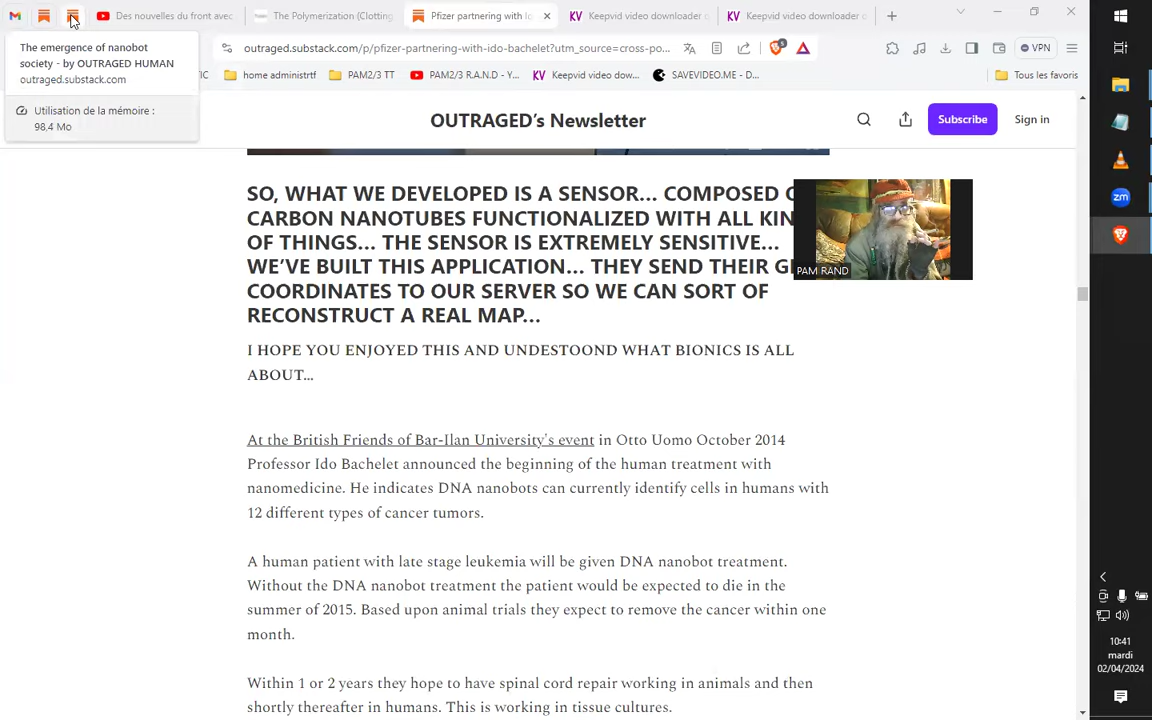 Des nouvelles du front avec
The Polymerization (Clotting
Pfizer partnering with Ido
Keepvid video downloader
Keepvid video downloader
The emergence of nanobot
society - by OUTRAGED HUMAN
outraged.substack.com
Utilisation de la mémoire :
98,4 Mo
outraged.substack.com/p/pfizer-partnering-with-ido-bachelet?utm_source=cross-po...
VPN
TIC
home administrtf
PAM2/3 TT
PAM2/3 R.A.N.D - Y...
Keepvid video dow...
SAVEVIDEO.ME - D...
Tous les favoris
OUTRAGED's Newsletter
Subscribe
Sign in
SO, WHAT WE DEVELOPED IS A SENSOR... COMPOSED
CARBON NANOTUBES FUNCTIONALIZED WITH ALL KIN
OF THINGS... THE SENSOR IS EXTREMELY SENSITIVE...
WE'VE BUILT THIS APPLICATION... THEY SEND THEIR
COORDINATES TO OUR SERVER SO WE CAN SORT OF
RECONSTRUCT A REAL MAP...
PAM RAND
I HOPE YOU ENJOYED THIS AND UNDESTOOND WHAT BIONICS IS ALL
ABOUT...
At the British Friends of Bar-Ilan University's event in Otto Uomo October 2014
Professor Ido Bachelet announced the beginning of the human treatment with
nanomedicine. He indicates DNA nanobots can currently identify cells in humans with
12 different types of cancer tumors.
A human patient with late stage leukemia will be given DNA nanobot treatment.
Without the DNA nanobot treatment the patient would be expected to die in the
summer of 2015. Based upon animal trials they expect to remove the cancer within one
month.
Within 1 or 2 years they hope to have spinal cord repair working in animals and then
shortly thereafter in humans. This is working in tissue cultures.
zm
10:41
mardi
02/04/2024